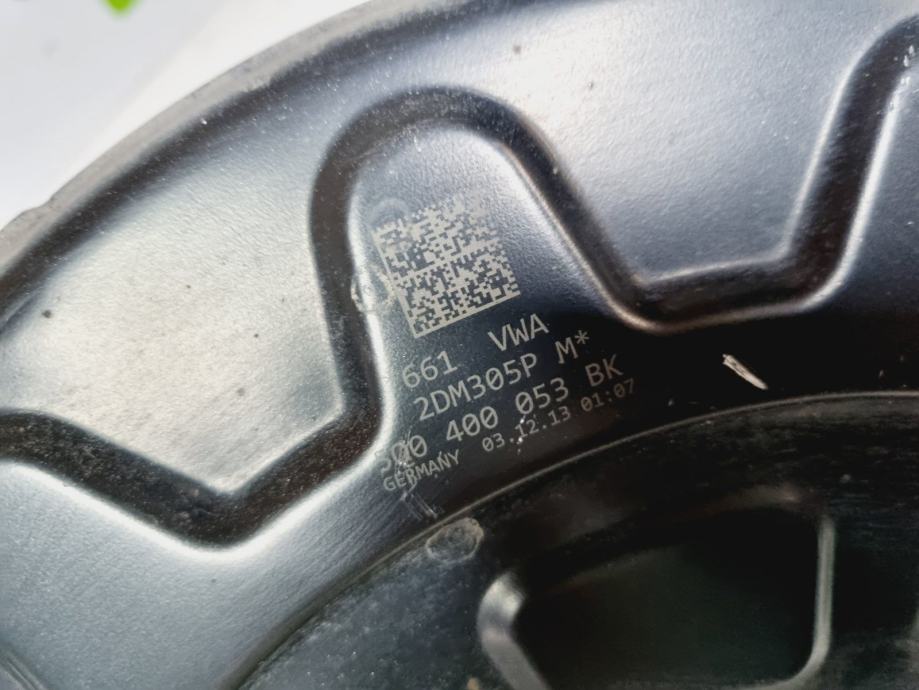 661 VWA
2DM305P M*
5Q0 400 053 BK
GERMANY 03.12.13 01:07